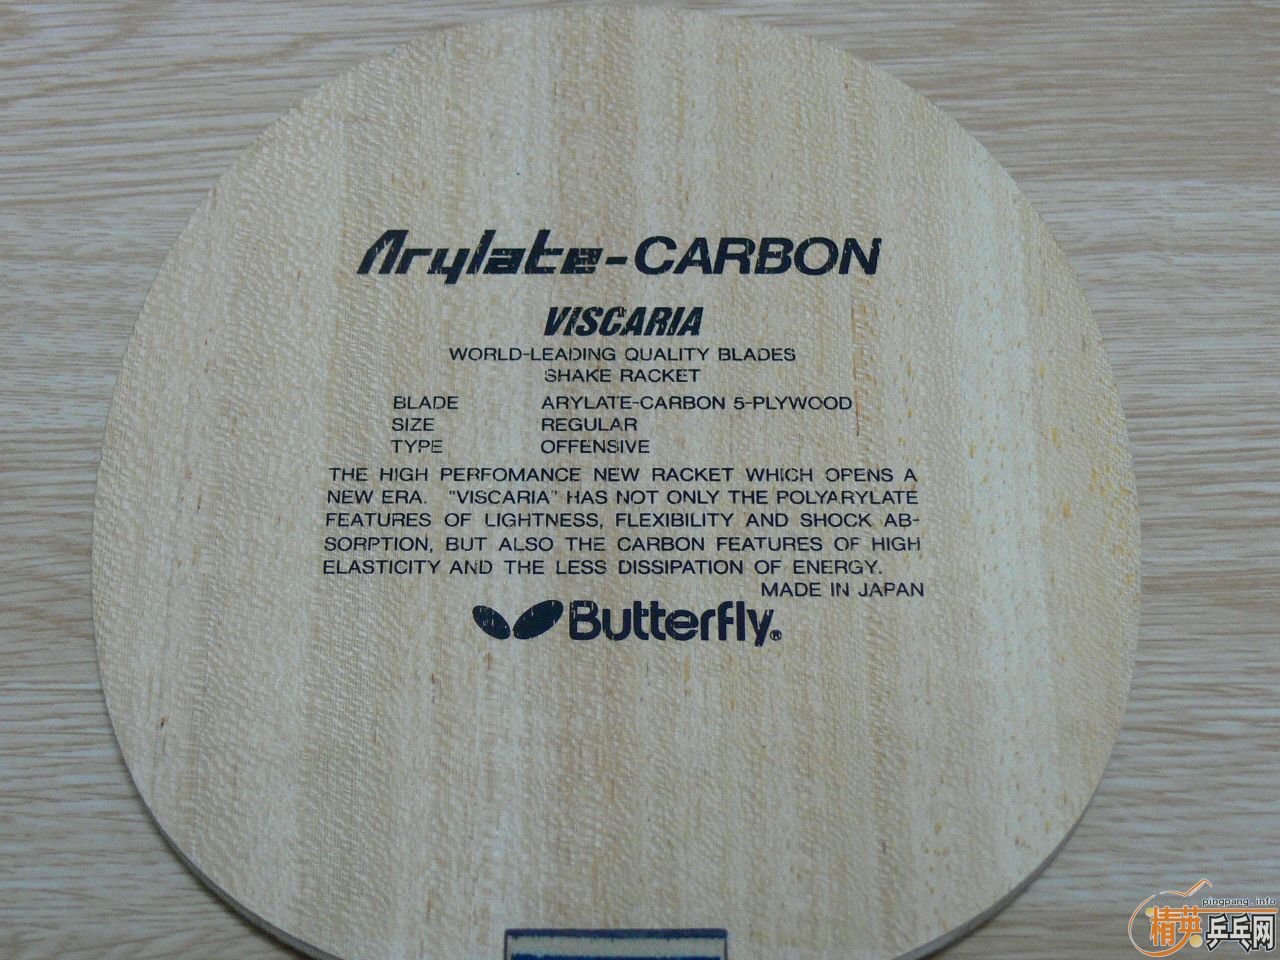 Arylate-CARBON
VISCARIA
WORLD-LEADING QUALITY BLADES
SHAKE RACKET
BLADE ARYLATE-CARBON 5-PLYWOOD
SIZE REGULAR
TYPE OFFENSIVE
THE HIGH PERFOMANCE NEW RACKET WHICH OPENS A
NEW ERA. "VISCARIA" HAS NOT ONLY THE POLYARYLATE
FEATURES OF LIGHTNESS, FLEXIBILITY AND SHOCK AB-
SORPTION, BUT ALSO THE CARBON FEATURES OF HIGH
ELASTICITY AND THE LESS DISSIPATION OF ENERGY.
MADE IN JAPAN
Butterfly®
pingpang.info
精英乒乓网